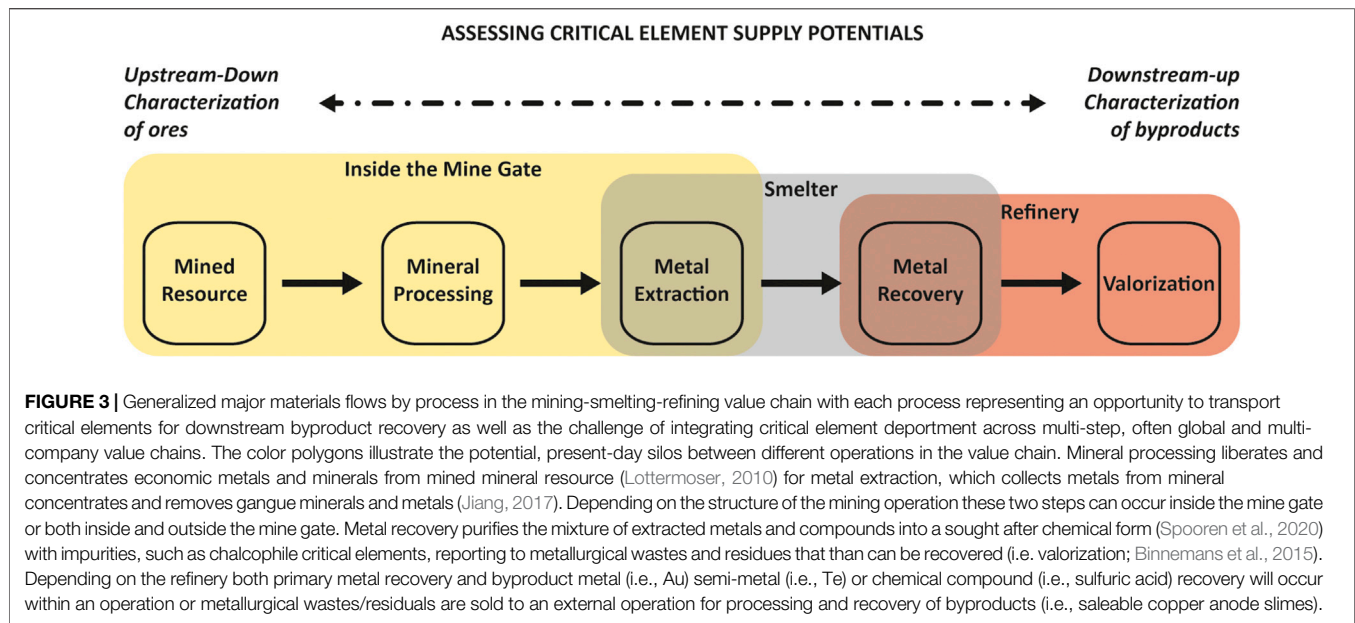 ASSESSING CRITICAL ELEMENT SUPPLY POTENTIALS
Upstream-Down
Characterization
of ores
Downstream-up
Characterization
of byproducts
Inside the Mine Gate
Smelter
Refinery
Mined
Resource
Mineral
Processing
Metal
Extraction
Metal
Recovery
Valorization
FIGURE 3 | Generalized major materials flows by process in the mining-smelting-refining value chain with each process representing an opportunity to transport
critical elements for downstream byproduct recovery as well as the challenge of integrating critical element deportment across multi-step, often global and multi-
company value chains. The color polygons illustrate the potential, present-day silos between different operations in the value chain. Mineral processing liberates and
concentrates economic metals and minerals from mined mineral resource (Lottermoser, 2010) for metal extraction, which collects metals from mineral
concentrates and removes gangue minerals and metals (Jiang, 2017). Depending on the structure of the mining operation these two steps can occur inside the mine gate
or both inside and outside the mine gate. Metal recovery purifies the mixture of extracted metals and compounds into a sought after chemical form (Spooren et al., 2020)
with impurities, such as chalcophile critical elements, reporting to metallurgical wastes and residues that than can be recovered (i.e. valorization; Binnemans et al., 2015).
Depending on the refinery both primary metal recovery and byproduct metal (i.e., Au) semi-metal (i.e., Te) or chemical compound (i.e., sulfuric acid) recovery will occur
within an operation or metallurgical wastes/residuals are sold to an external operation for processing and recovery of byproducts (i.e., saleable copper anode slimes).